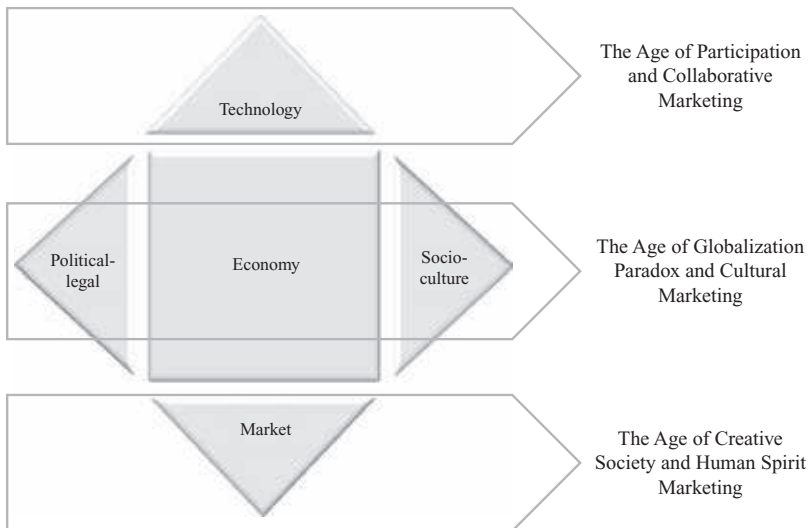 The Age of Participation
and Collaborative
Marketing
Technology
Political-
legal
Economy
Socio-
culture
The Age of Globalization
Paradox and Cultural
Marketing
Market
The Age of Creative
Society and Human Spirit
Marketing